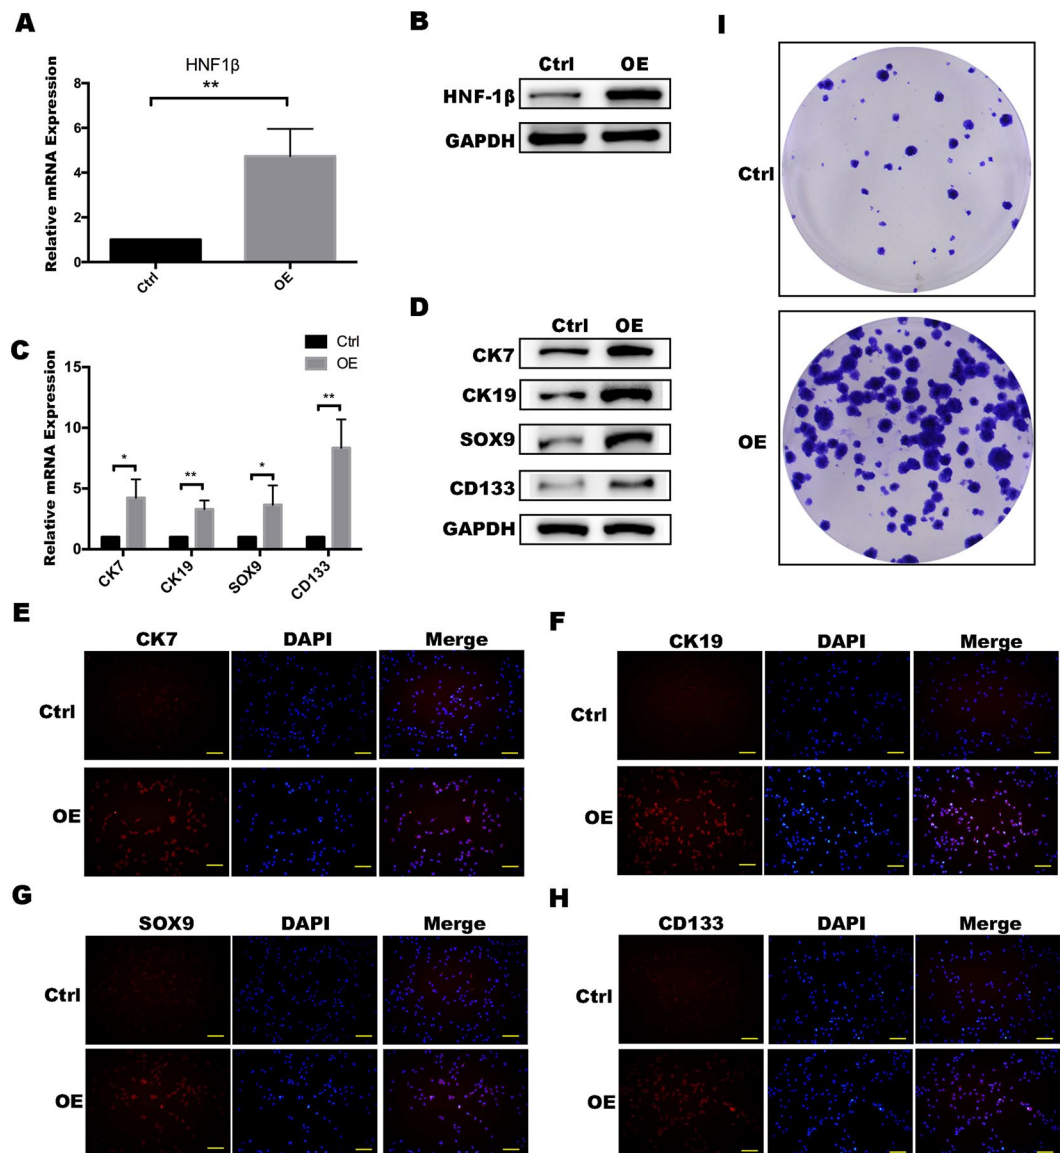 A
HNF1β
**
Relative mRNA Expression
8
6
4
2
0
Ctrl
OE
B
Ctrl OE
HNF-1β
GAPDH
C
Ctrl
OE
Relative mRNA Expression
15
10
5
0
* ** * **
CK7 CK19 SOX9 CD133
D
Ctrl OE
CK7
CK19
SOX9
CD133
GAPDH
I
Ctrl
OE
E
CK7 DAPI Merge
Ctrl
OE
F
CK19 DAPI Merge
Ctrl
OE
G
SOX9 DAPI Merge
Ctrl
OE
H
CD133 DAPI Merge
Ctrl
OE